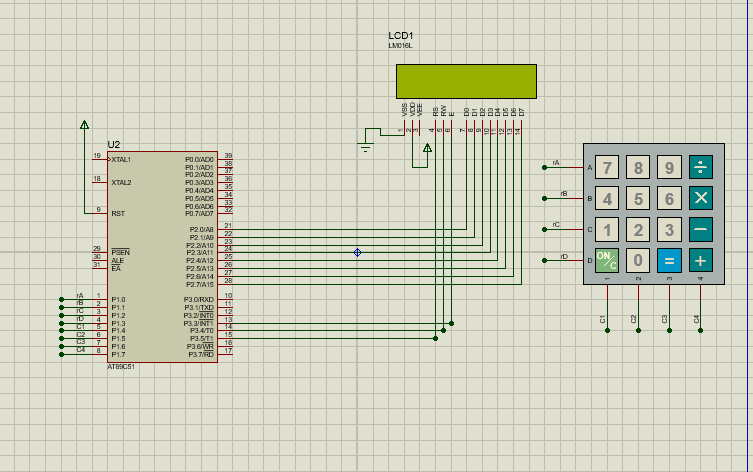 LCD1
LM016L
VSS VDD VEE RS RW E D0 D1 D2 D3 D4 D5 D6 D7
1 2 3 4 5 6 7 8 9 10 11 12 13 14
U2
19 XTAL1 P0.0/AD0 39
P0.1/AD1 38
P0.2/AD2 37
18 XTAL2 P0.3/AD3 36
P0.4/AD4 35
P0.5/AD5 34
P0.6/AD6 33
9 RST P0.7/AD7 32
P2.0/A8 21
P2.1/A9 22
P2.2/A10 23
29 PSEN P2.3/A11 24
30 ALE P2.4/A12 25
31 EA P2.5/A13 26
P2.6/A14 27
P2.7/A15 28
rA 1 P1.0 P3.0/RXD 10
rB 2 P1.1 P3.1/TXD 11
rC 3 P1.2 P3.2/INT0 12
rD 4 P1.3 P3.3/INT1 13
C1 5 P1.4 P3.4/T0 14
C2 6 P1.5 P3.5/T1 15
C3 7 P1.6 P3.6/WR 16
C4 8 P1.7 P3.7/RD 17
AT89C51
rA A 7 8 9 ÷
rB B 4 5 6 ×
rC C 1 2 3 −
rD D ON/C 0 = +
1 2 3 4
C1 C2 C3 C4